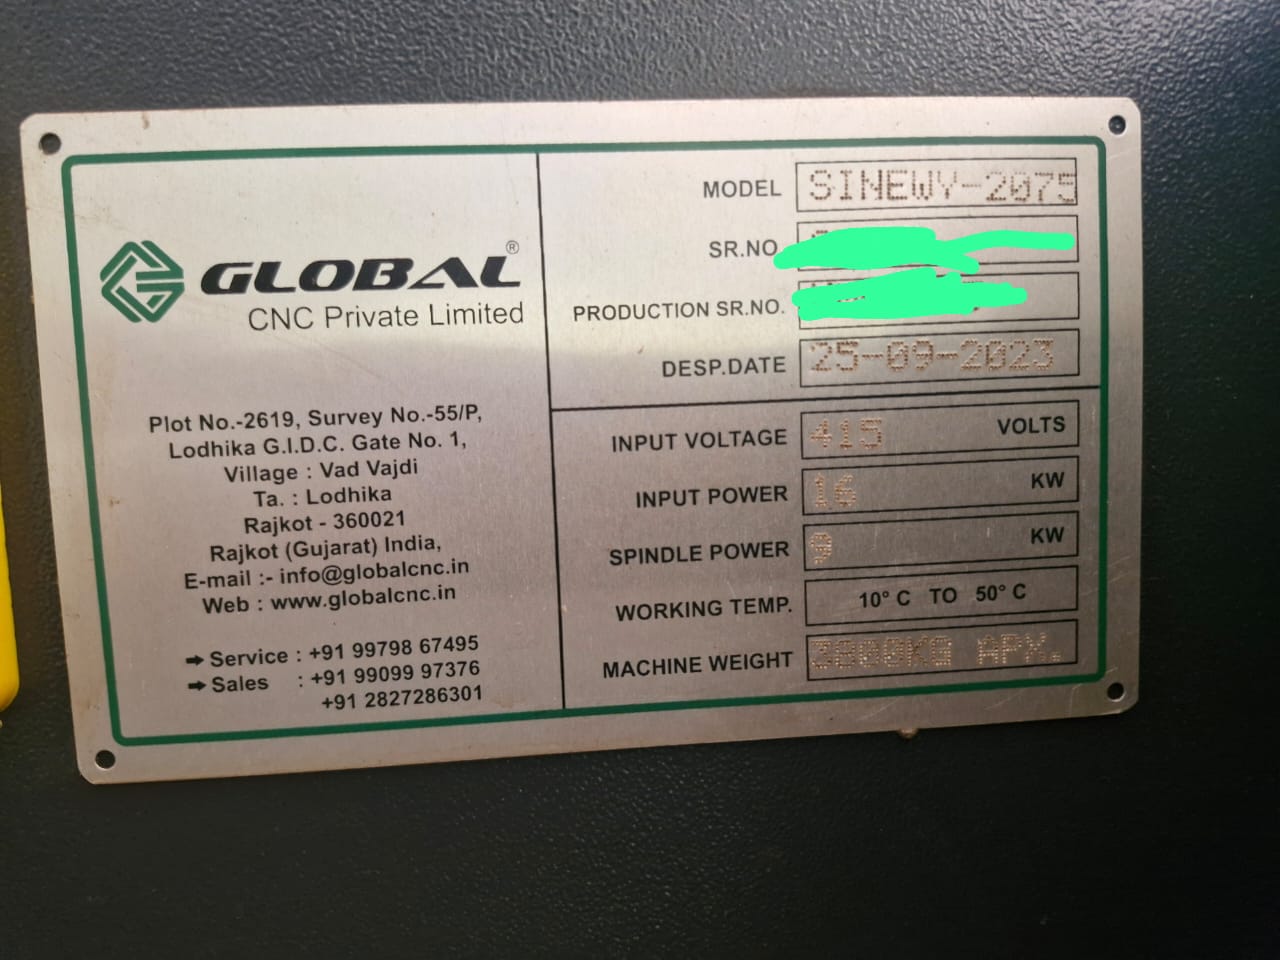 GLOBAL®
CNC Private Limited
Plot No.-2619, Survey No.-55/P,
Lodhika G.I.D.C. Gate No. 1,
Village : Vad Vajdi
Ta. : Lodhika
Rajkot - 360021
Rajkot (Gujarat) India,
E-mail :- info@globalcnc.in
Web : www.globalcnc.in
➞ Service : +91 99798 67495
➞ Sales : +91 99099 97376
+91 2827286301
MODEL SINEWY-2075
SR.NO
PRODUCTION SR.NO.
DESP.DATE 25-09-2023
INPUT VOLTAGE 415 VOLTS
INPUT POWER 16 KW
SPINDLE POWER 9 KW
WORKING TEMP. 10° C TO 50° C
MACHINE WEIGHT 3800KG APX.